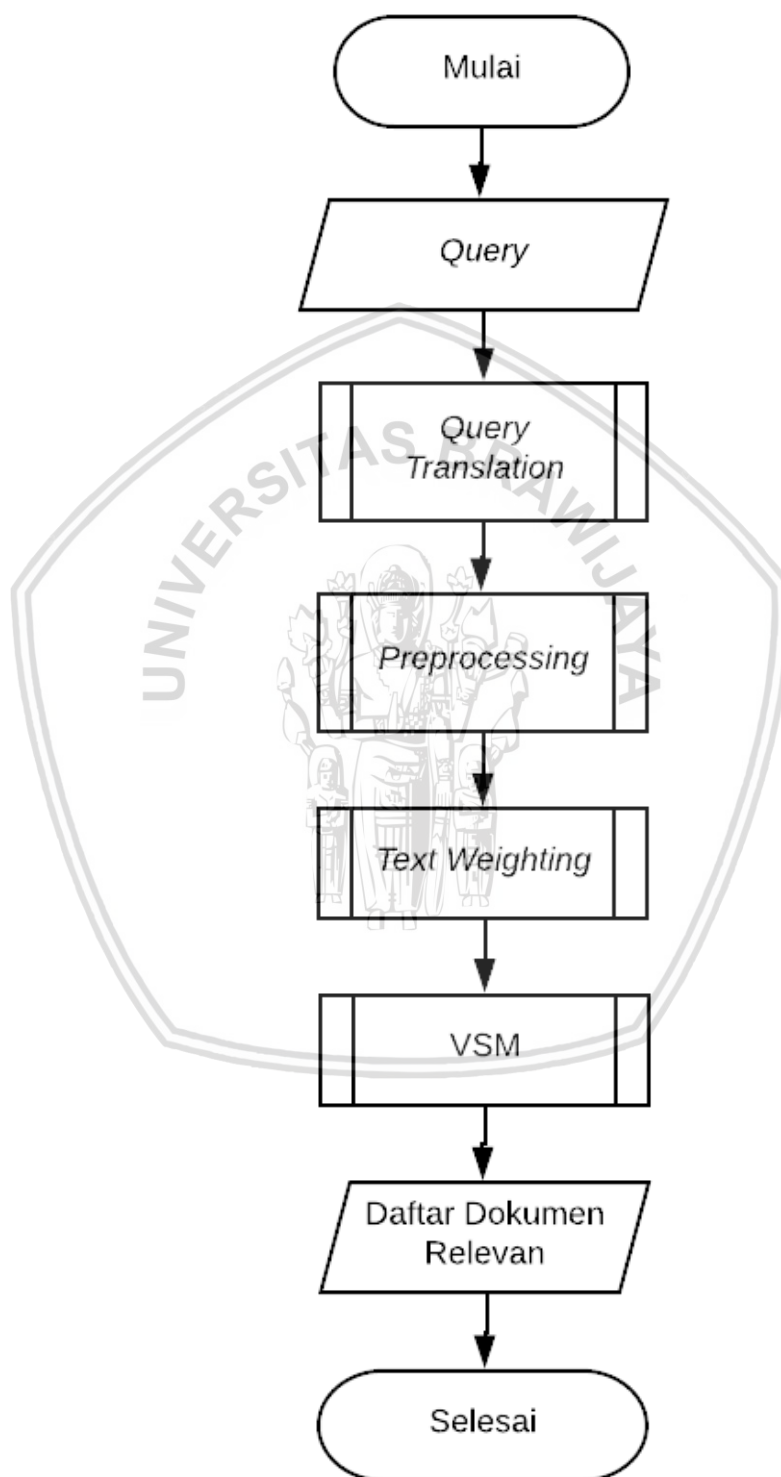 Mulai
Query
Query
Translation
Preprocessing
Text Weighting
VSM
Daftar Dokumen
Relevan
Selesai
UNIVERSITAS BRAWIJAYA